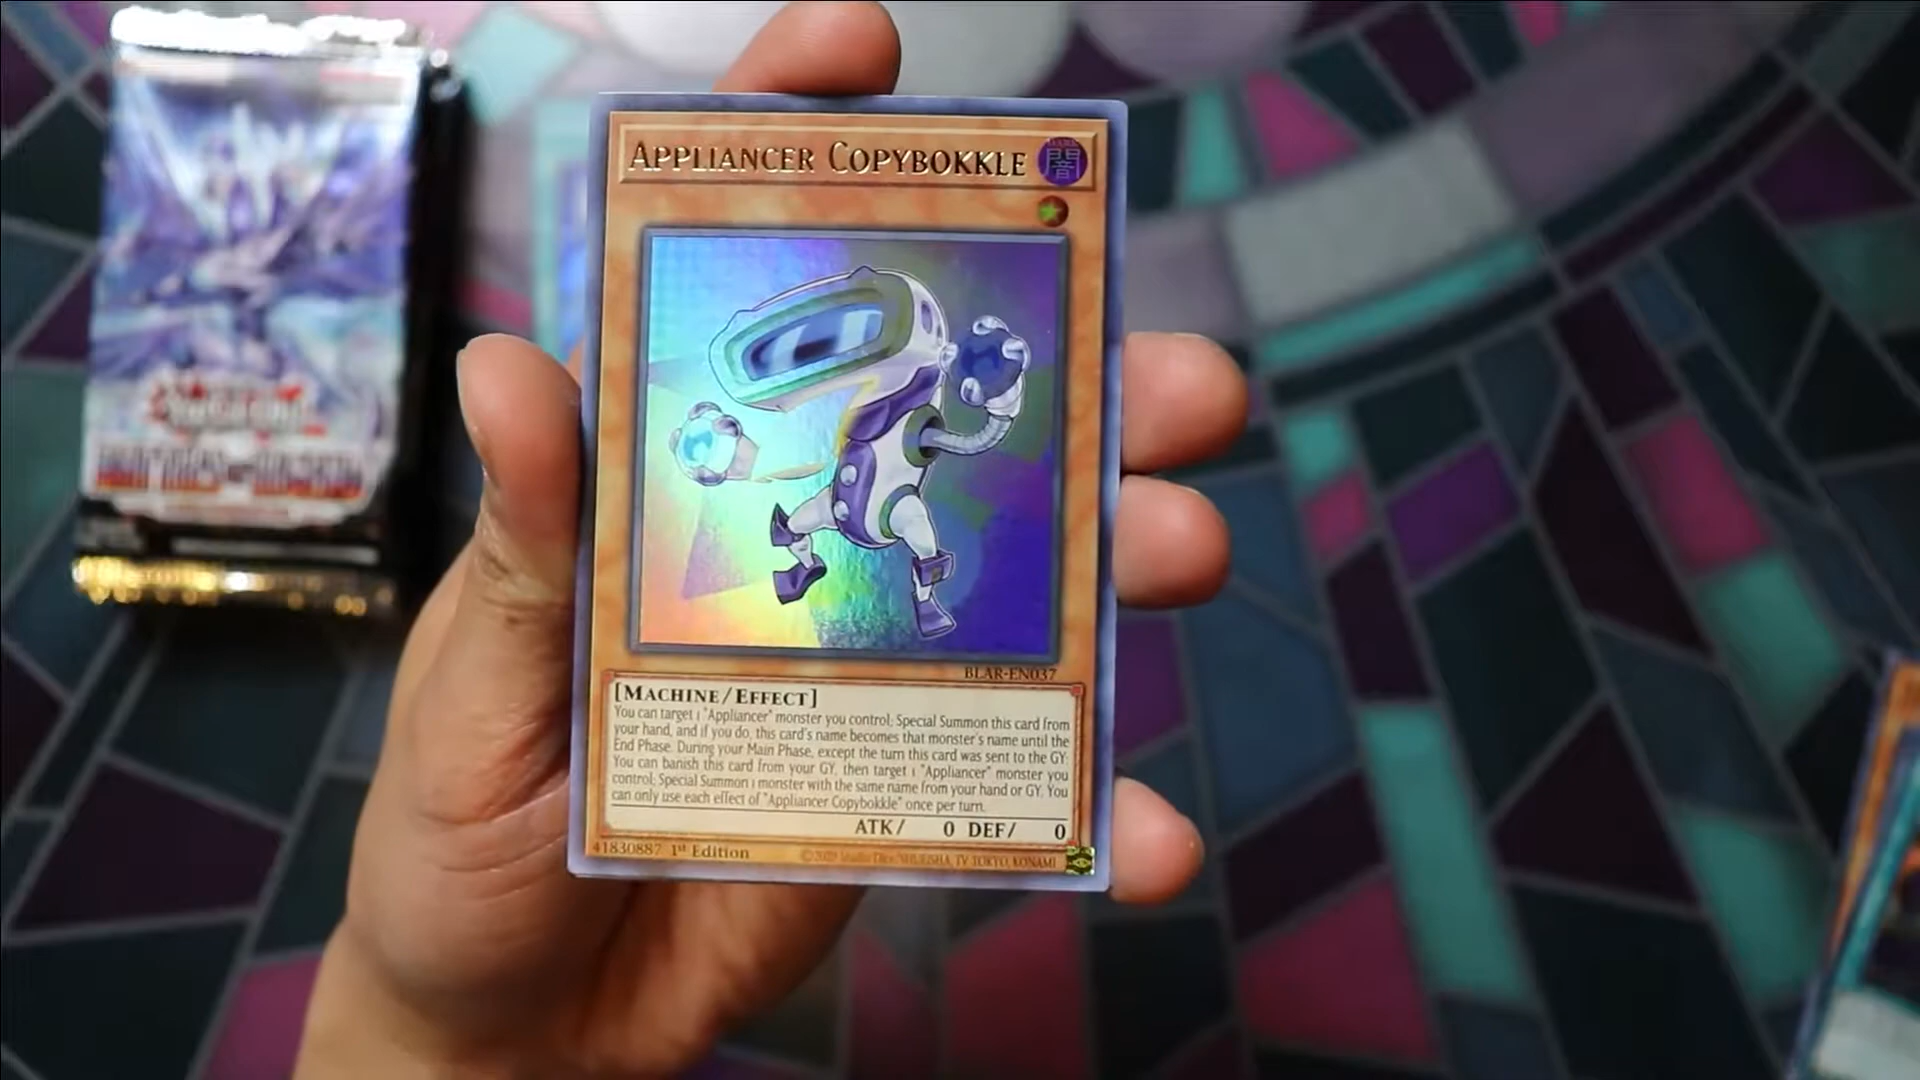 APPLIANCER COPYBOKKLE
DARK
闇
BLAR-EN037
[MACHINE/EFFECT]
You can target 1 "Appliancer" monster you control; Special Summon this card from
your hand, and if you do, this card's name becomes that monster's name until the
End Phase. During your Main Phase, except the turn this card was sent to the GY:
You can banish this card from your GY, then target 1 "Appliancer" monster you
control; Special Summon 1 monster with the same name from your hand or GY. You
can only use each effect of "Appliancer Copybokkle" once per turn.
ATK/ 0 DEF/ 0
41830887 1st Edition ©2020 Studio Dice/SHUEISHA, TV TOKYO, KONAMI